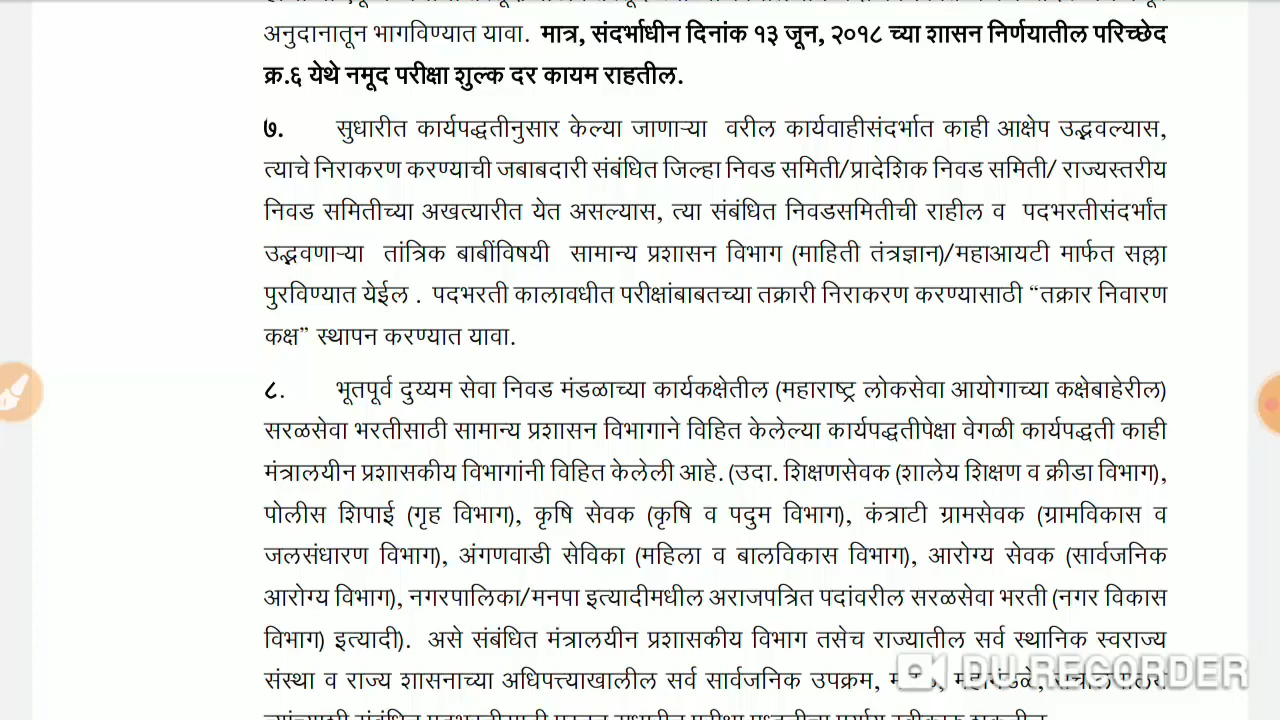 अनुदानातून भागविण्यात यावा. मात्र, संदर्भाधीन दिनांक १३ जून, २०१८ च्या शासन निर्णयातील परिच्छेद
क्र.६ येथे नमूद परीक्षा शुल्क दर कायम राहतील.
७. सुधारीत कार्यपद्धतीनुसार केल्या जाणाऱ्या वरील कार्यवाहीसंदर्भात काही आक्षेप उद्भवल्यास,
त्याचे निराकरण करण्याची जबाबदारी संबंधित जिल्हा निवड समिती/प्रादेशिक निवड समिती/ राज्यस्तरीय
निवड समितीच्या अखत्यारीत येत असल्यास, त्या संबंधित निवडसमितीची राहील व पदभरतीसंदर्भांत
उद्भवणाऱ्या तांत्रिक बाबींविषयी सामान्य प्रशासन विभाग (माहिती तंत्रज्ञान)/महाआयटी मार्फत सल्ला
पुरविण्यात येईल . पदभरती कालावधीत परीक्षांबाबतच्या तक्रारी निराकरण करण्यासाठी “तक्रार निवारण
कक्ष” स्थापन करण्यात यावा.
८. भूतपूर्व दुय्यम सेवा निवड मंडळाच्या कार्यकक्षेतील (महाराष्ट्र लोकसेवा आयोगाच्या कक्षेबाहेरील)
सरळसेवा भरतीसाठी सामान्य प्रशासन विभागाने विहित केलेल्या कार्यपद्धतीपेक्षा वेगळी कार्यपद्धती काही
मंत्रालयीन प्रशासकीय विभागांनी विहित केलेली आहे. (उदा. शिक्षणसेवक (शालेय शिक्षण व क्रीडा विभाग),
पोलीस शिपाई (गृह विभाग), कृषि सेवक (कृषि व पदुम विभाग), कंत्राटी ग्रामसेवक (ग्रामविकास व
जलसंधारण विभाग), अंगणवाडी सेविका (महिला व बालविकास विभाग), आरोग्य सेवक (सार्वजनिक
आरोग्य विभाग), नगरपालिका/मनपा इत्यादीमधील अराजपत्रित पदांवरील सरळसेवा भरती (नगर विकास
विभाग) इत्यादी). असे संबंधित मंत्रालयीन प्रशासकीय विभाग तसेच राज्यातील सर्व स्थानिक स्वराज्य
संस्था व राज्य शासनाच्या अधिपत्त्याखालील सर्व सार्वजनिक उपक्रम,
DU RECORDER